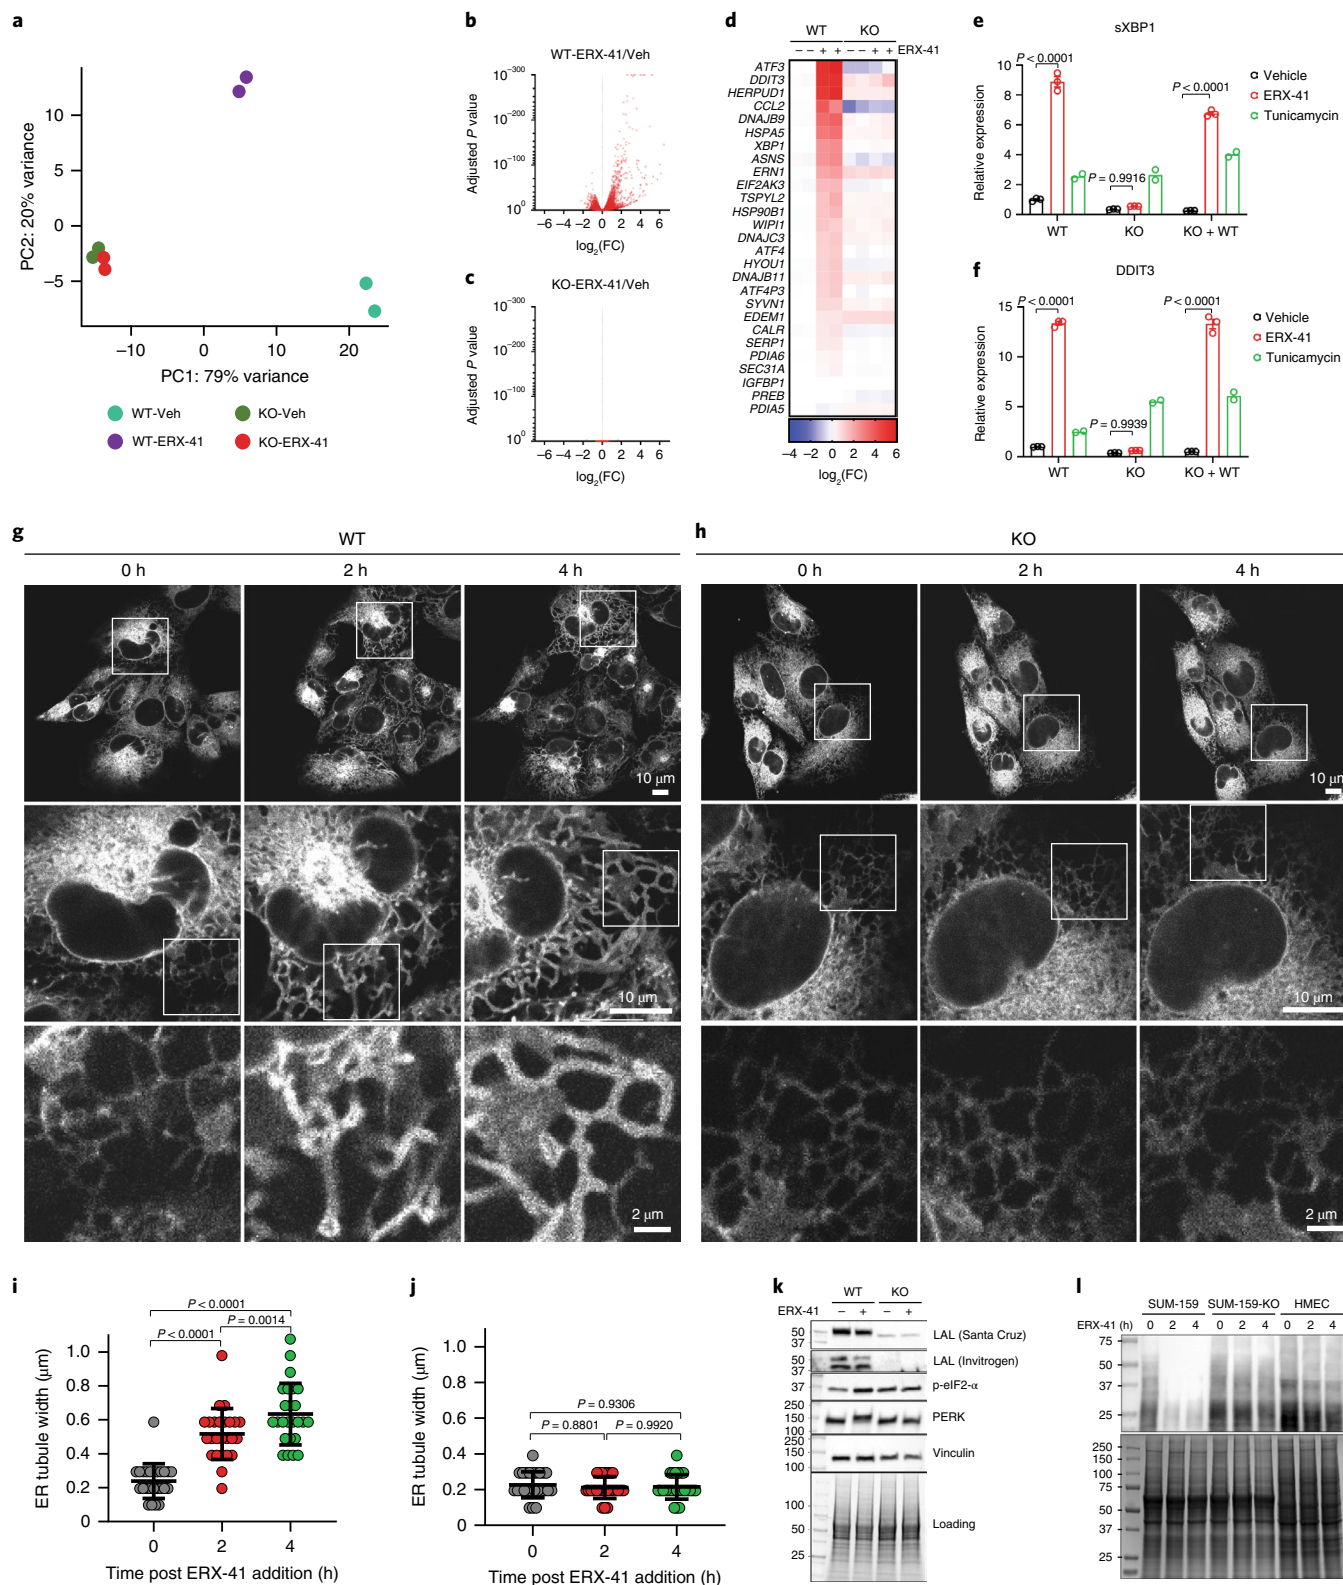 a
10
5
0
−5
PC2: 20% variance
−10 0 10 20
PC1: 79% variance
WT-Veh KO-Veh
WT-ERX-41 KO-ERX-41
b
WT-ERX-41/Veh
10−300
10−200
10−100
100
Adjusted P value
−6 −4 −2 0 2 4 6
log2(FC)
c
KO-ERX-41/Veh
10−300
10−200
10−100
100
Adjusted P value
−6 −4 −2 0 2 4 6
log2(FC)
d
WT KO
− − + + − − + + ERX-41
ATF3
DDIT3
HERPUD1
CCL2
DNAJB9
HSPA5
XBP1
ASNS
ERN1
EIF2AK3
TSPYL2
HSP90B1
WIPI1
DNAJC3
ATF4
HYOU1
DNAJB11
ATF4P3
SYVN1
EDEM1
CALR
SERP1
PDIA6
SEC31A
IGFBP1
PREB
PDIA5
−4 −2 0 2 4 6
log2(FC)
e
sXBP1
P < 0.0001
P = 0.9916
P < 0.0001
10
8
6
4
2
0
Relative expression
WT KO KO + WT
Vehicle
ERX-41
Tunicamycin
f
DDIT3
P < 0.0001 P < 0.0001
P = 0.9939
15
10
5
0
Relative expression
WT KO KO + WT
Vehicle
ERX-41
Tunicamycin
g
WT
0 h 2 h 4 h
10 µm
10 µm
2 µm
h
KO
0 h 2 h 4 h
10 µm
10 µm
2 µm
i
P < 0.0001
P < 0.0001 P = 0.0014
1.0
0.8
0.6
0.4
0.2
0
ER tubule width (µm)
0 2 4
Time post ERX-41 addition (h)
j
P = 0.9306
P = 0.8801 P = 0.9920
1.0
0.8
0.6
0.4
0.2
0
ER tubule width (µm)
0 2 4
Time post ERX-41 addition (h)
k
WT KO
ERX-41 − + − +
50
37
LAL (Santa Cruz)
50
37
LAL (Invitrogen)
37
p-eIF2-α
250
150
100
PERK
250
150
100
Vinculin
100
50
25
Loading
l
SUM-159 SUM-159-KO HMEC
ERX-41 (h) 0 2 4 0 2 4 0 2 4
75
50
37
25
250
150
100
75
50
37
25